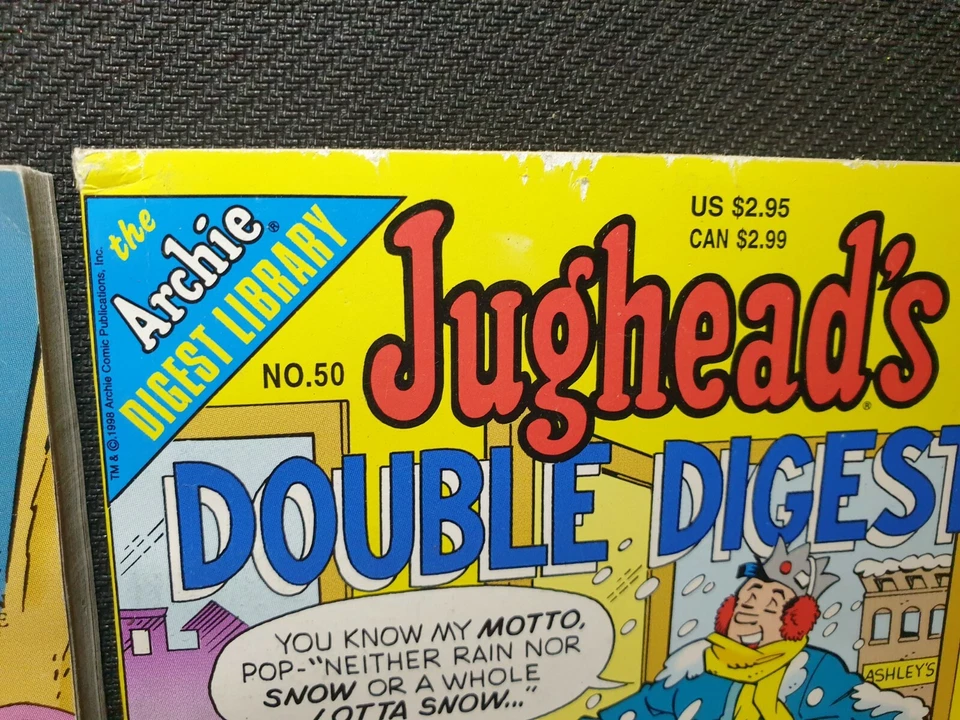 the
Archie®
DIGEST LIBRARY
TM & © 1998 Archie Comic Publications, Inc.
US $2.95
CAN $2.99
NO.50
Jughead's®
DOUBLE DIGEST
YOU KNOW MY MOTTO,
POP-"NEITHER RAIN NOR
SNOW OR A WHOLE
LOTTA SNOW..."
ASHLEY'S
E